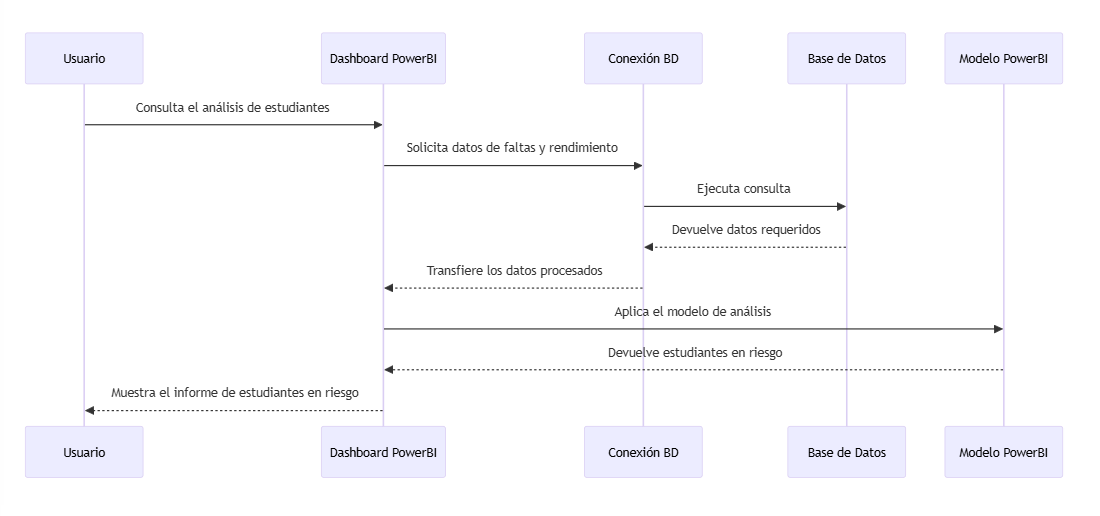 Usuario
Dashboard PowerBI
Conexión BD
Base de Datos
Modelo PowerBI
Consulta el análisis de estudiantes
Solicita datos de faltas y rendimiento
Ejecuta consulta
Devuelve datos requeridos
Transfiere los datos procesados
Aplica el modelo de análisis
Devuelve estudiantes en riesgo
Muestra el informe de estudiantes en riesgo
Usuario
Dashboard PowerBI
Conexión BD
Base de Datos
Modelo PowerBI